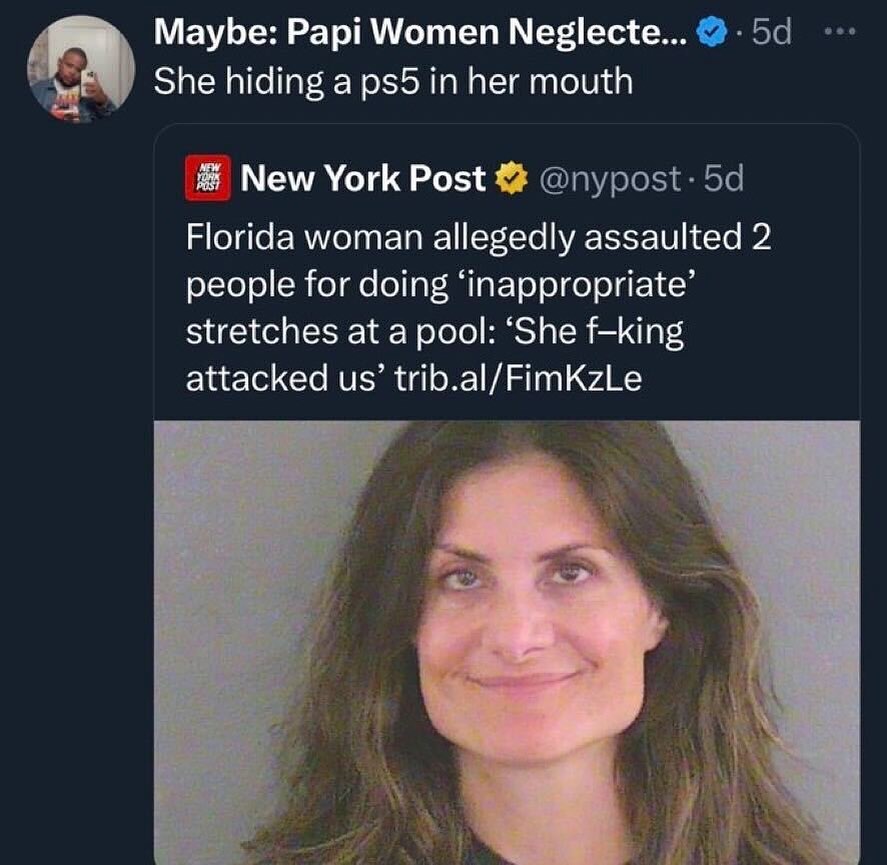 Maybe: Papi Women Neglecte... · 5d ...
She hiding a ps5 in her mouth
NEW
YORK
POST
New York Post @nypost · 5d
Florida woman allegedly assaulted 2
people for doing ‘inappropriate’
stretches at a pool: ‘She f–king
attacked us’ trib.al/FimKzLe